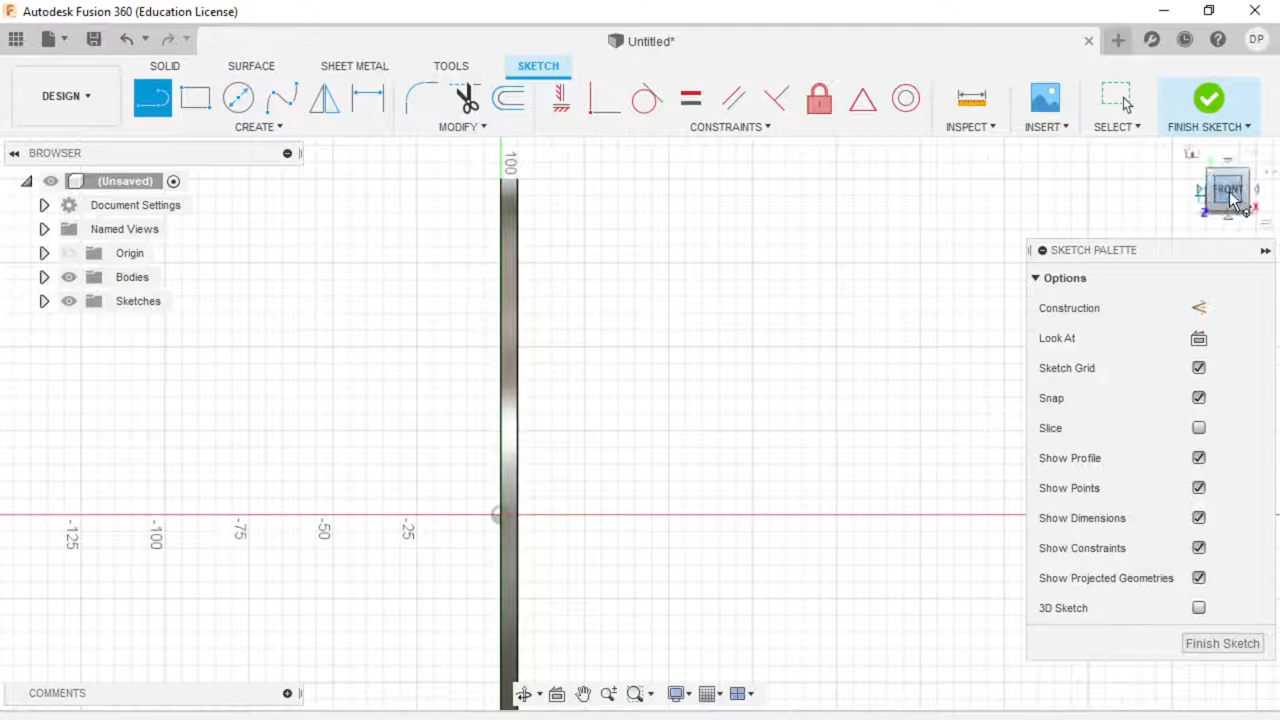 Autodesk Fusion 360 (Education License)
Untitled*
DP
SOLID SURFACE SHEET METAL TOOLS SKETCH
DESIGN
CREATE MODIFY CONSTRAINTS INSPECT INSERT SELECT FINISH SKETCH
BROWSER
(Unsaved)
Document Settings
Named Views
Origin
Bodies
Sketches
100
FRONT
Z
X
SKETCH PALETTE
Options
Construction
Look At
Sketch Grid
Snap
Slice
Show Profile
Show Points
Show Dimensions
Show Constraints
Show Projected Geometries
3D Sketch
Finish Sketch
-125 -100 -75 -50 -25
COMMENTS